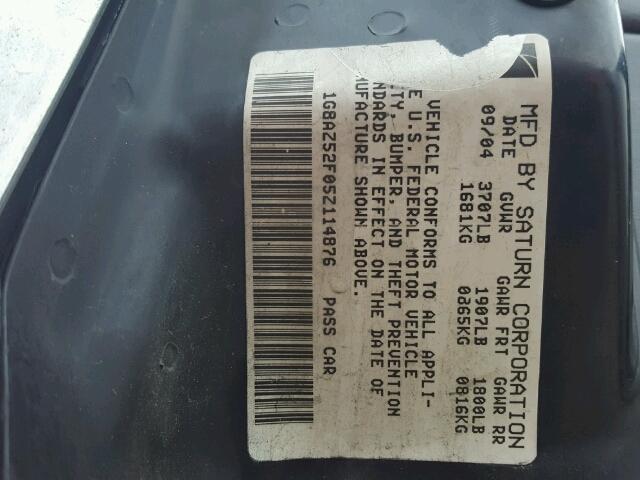 MFD BY SATURN CORPORATION
DATE GVWR GAWR FRT GAWR RR
09/04 3707LB 1907LB 1800LB
1681KG 0865KG 0816KG
VEHICLE CONFORMS TO ALL APPLI-
E U.S. FEDERAL MOTOR VEHICLE
TY, BUMPER, AND THEFT PREVENTION
NDARDS IN EFFECT ON THE DATE OF
UFACTURE SHOWN ABOVE.
1G8AZ52F05Z114876 PASS CAR